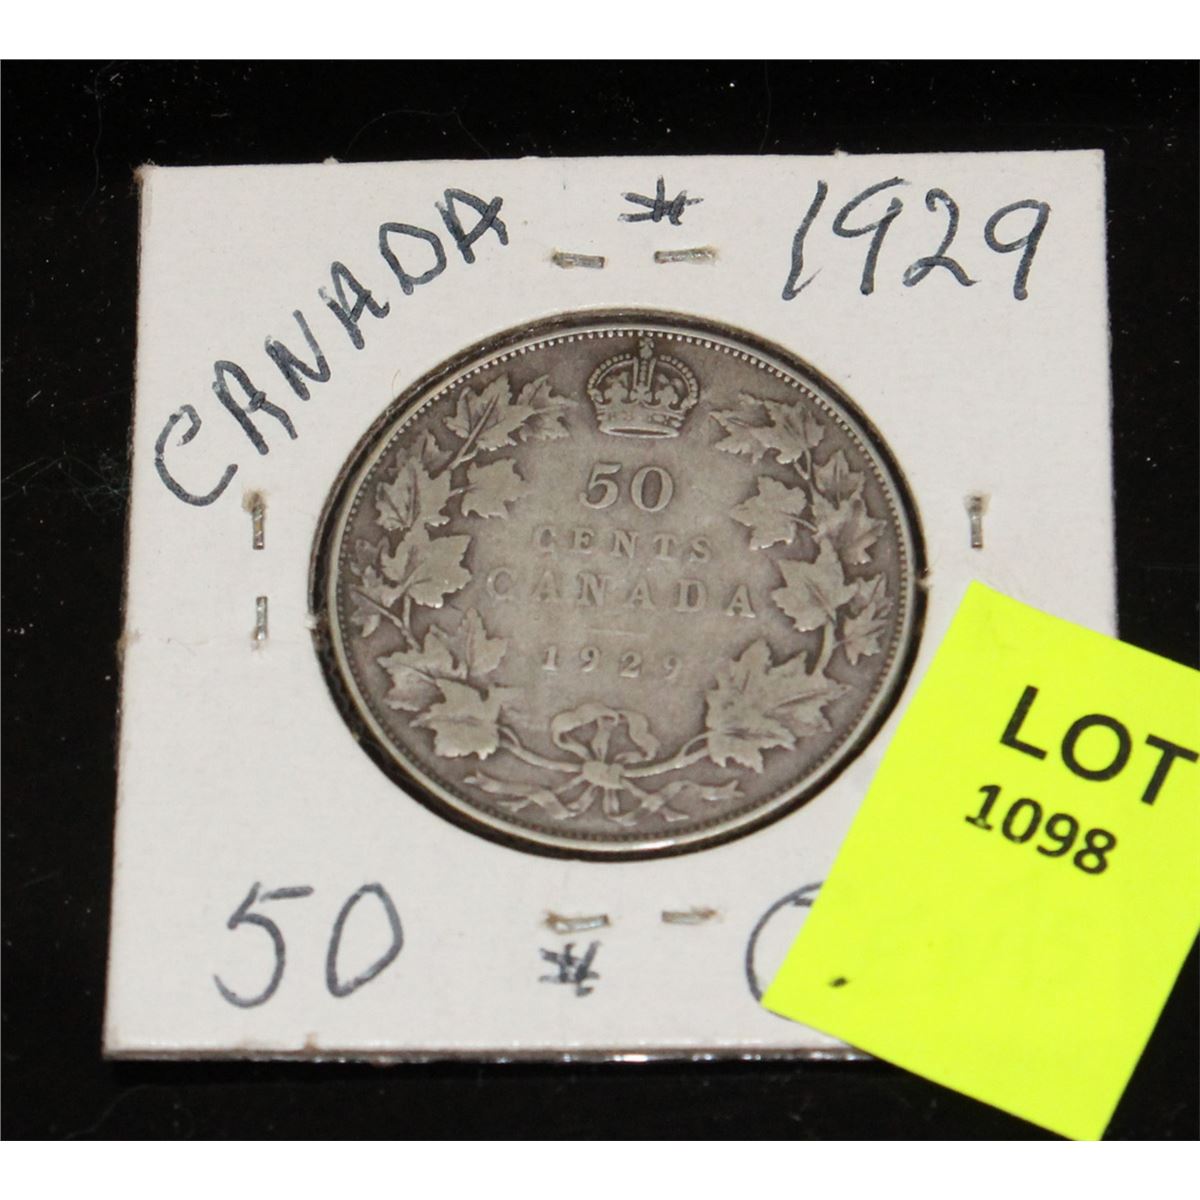 CANADA * 1929
50
CENTS
CANADA
1929
LOT
1098
50 *